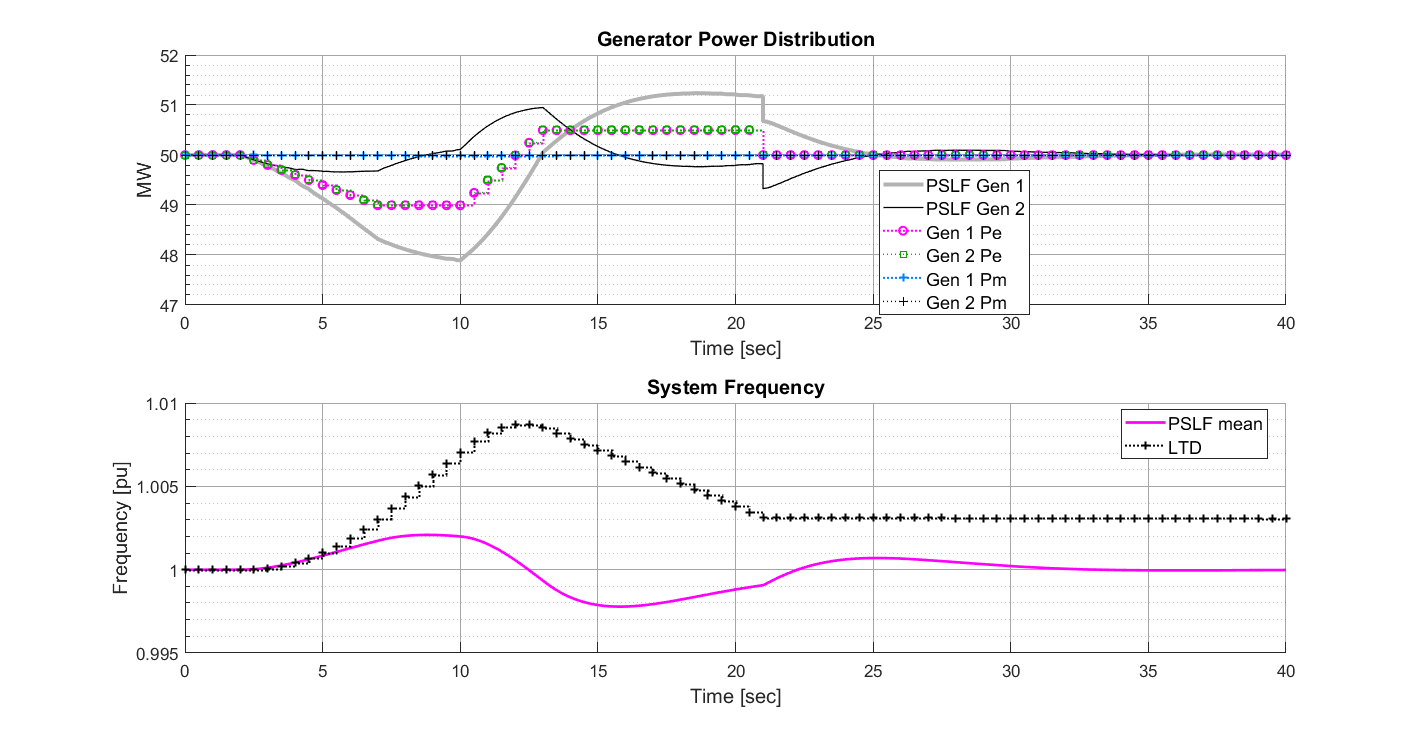 Generator Power Distribution
52
51
50
49
48
47
MW
PSLF Gen 1
PSLF Gen 2
Gen 1 Pe
Gen 2 Pe
Gen 1 Pm
Gen 2 Pm
0 5 10 15 20 25 30 35 40
Time [sec]
System Frequency
1.01
1.005
1
0.995
Frequency [pu]
PSLF mean
LTD
0 5 10 15 20 25 30 35 40
Time [sec]